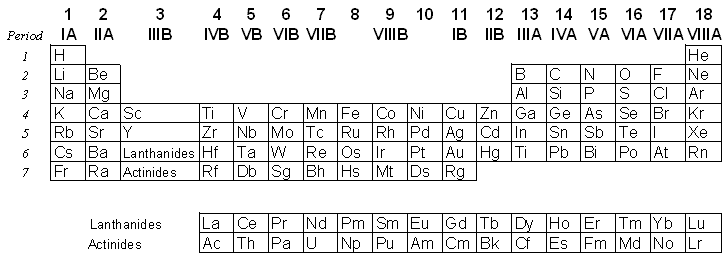 1 2 3 4 5 6 7 8 9 10 11 12 13 14 15 16 17 18
Period IA IIA IIIB IVB VB VIB VIIB VIIIB IB IIB IIIA IVA VA VIA VIIA VIIIA
1 H He
2 Li Be B C N O F Ne
3 Na Mg Al Si P S Cl Ar
4 K Ca Sc Ti V Cr Mn Fe Co Ni Cu Zn Ga Ge As Se Br Kr
5 Rb Sr Y Zr Nb Mo Tc Ru Rh Pd Ag Cd In Sn Sb Te I Xe
6 Cs Ba Lanthanides Hf Ta W Re Os Ir Pt Au Hg Ti Pb Bi Po At Rn
7 Fr Ra Actinides Rf Db Sg Bh Hs Mt Ds Rg
Lanthanides La Ce Pr Nd Pm Sm Eu Gd Tb Dy Ho Er Tm Yb Lu
Actinides Ac Th Pa U Np Pu Am Cm Bk Cf Es Fm Md No Lr